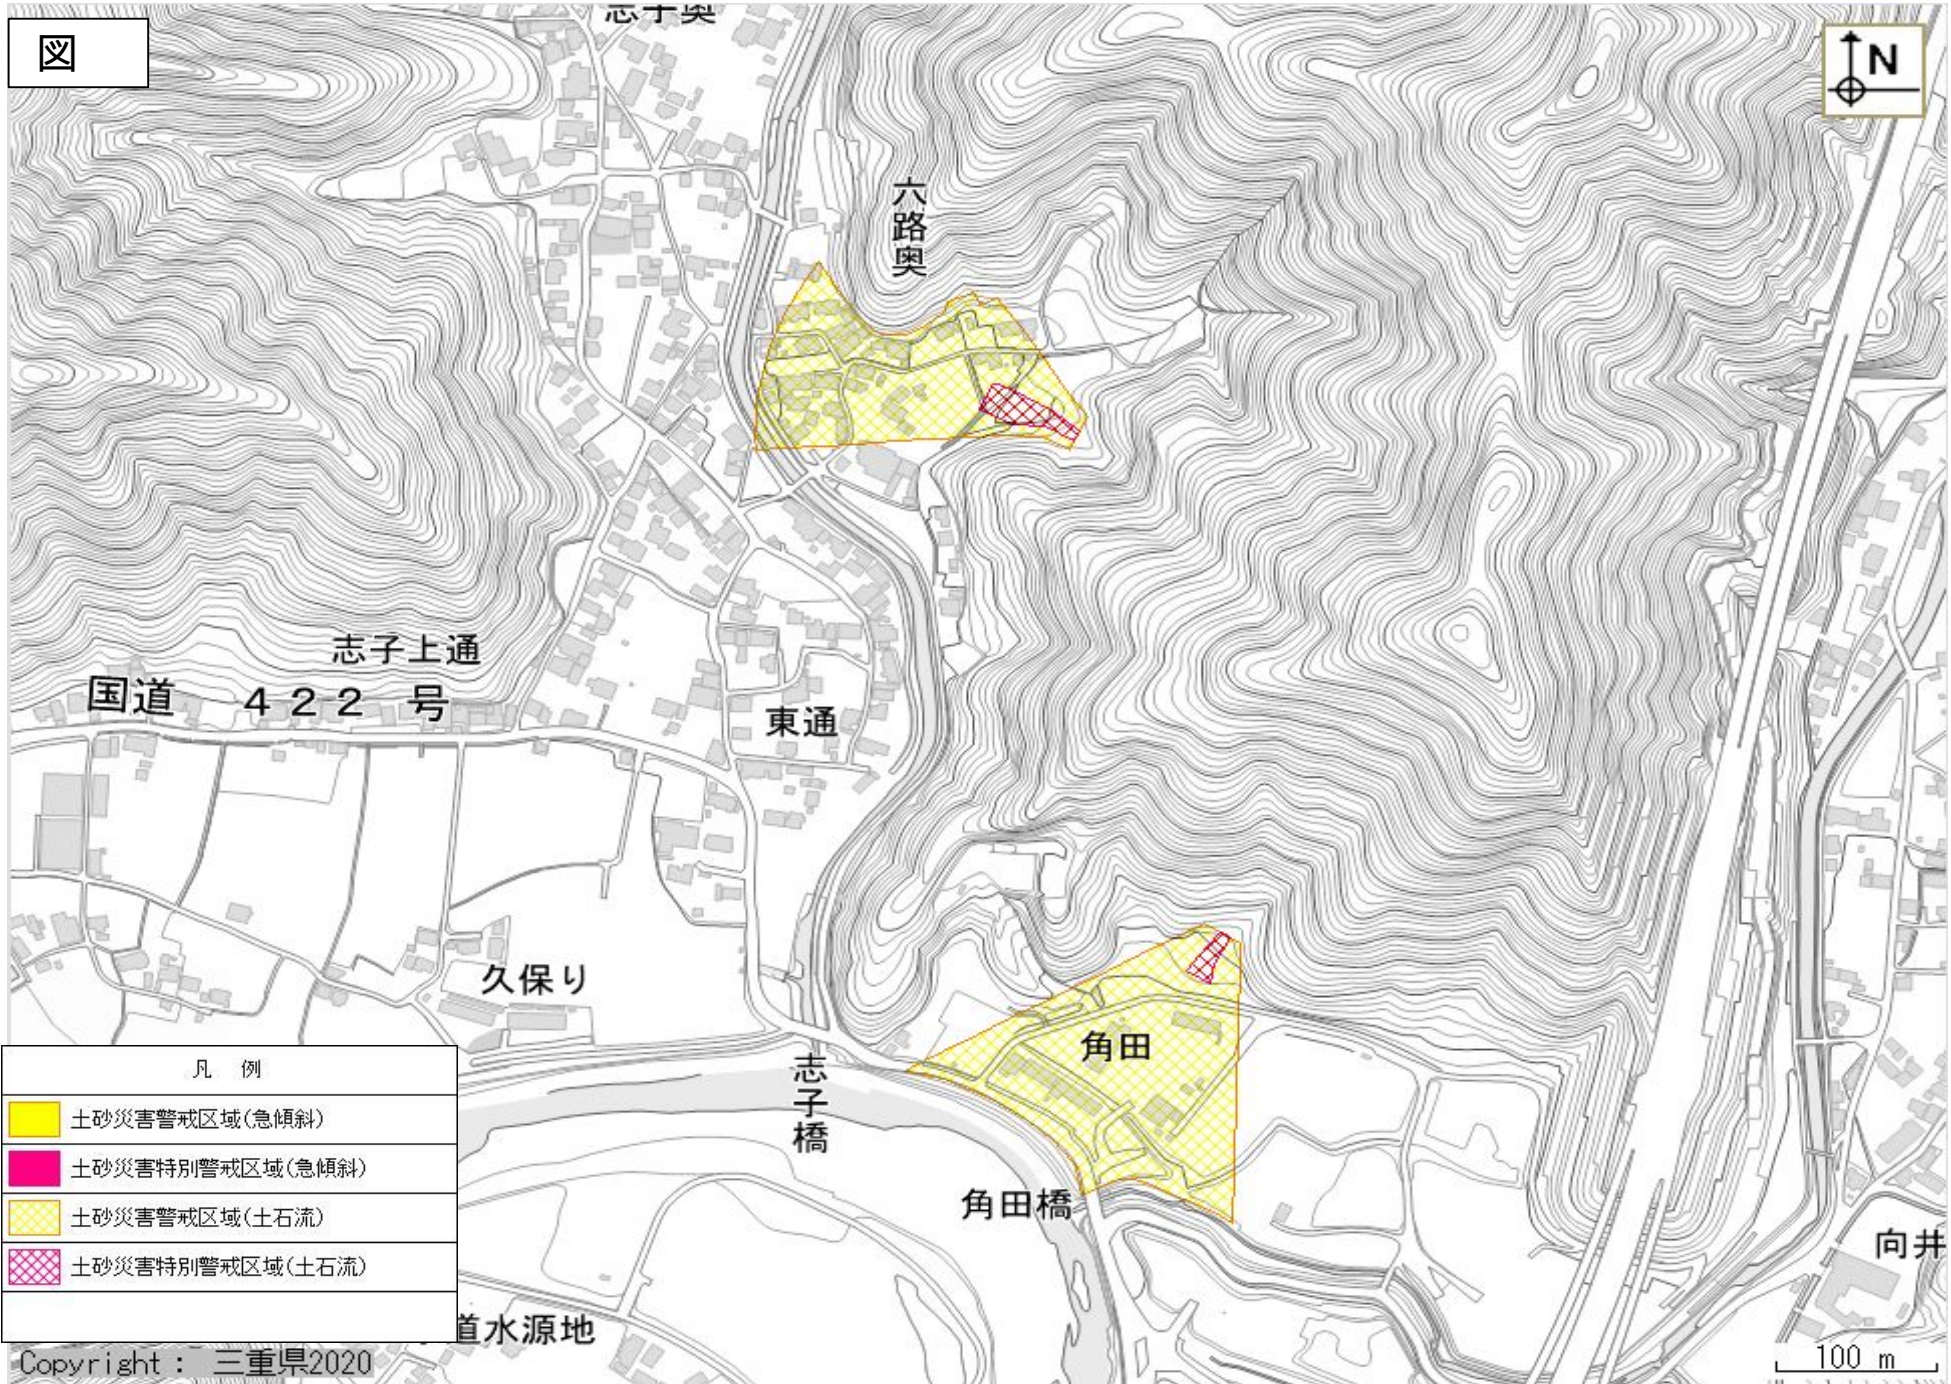 志子奥
図
N
六路奥
志子上通
国道 422 号
東通
久保り
角田
志子橋
角田橋
向井
凡 例
土砂災害警戒区域(急傾斜)
土砂災害特別警戒区域(急傾斜)
土砂災害警戒区域(土石流)
土砂災害特別警戒区域(土石流)
道水源地
Copyright : 三重県2020
100 m